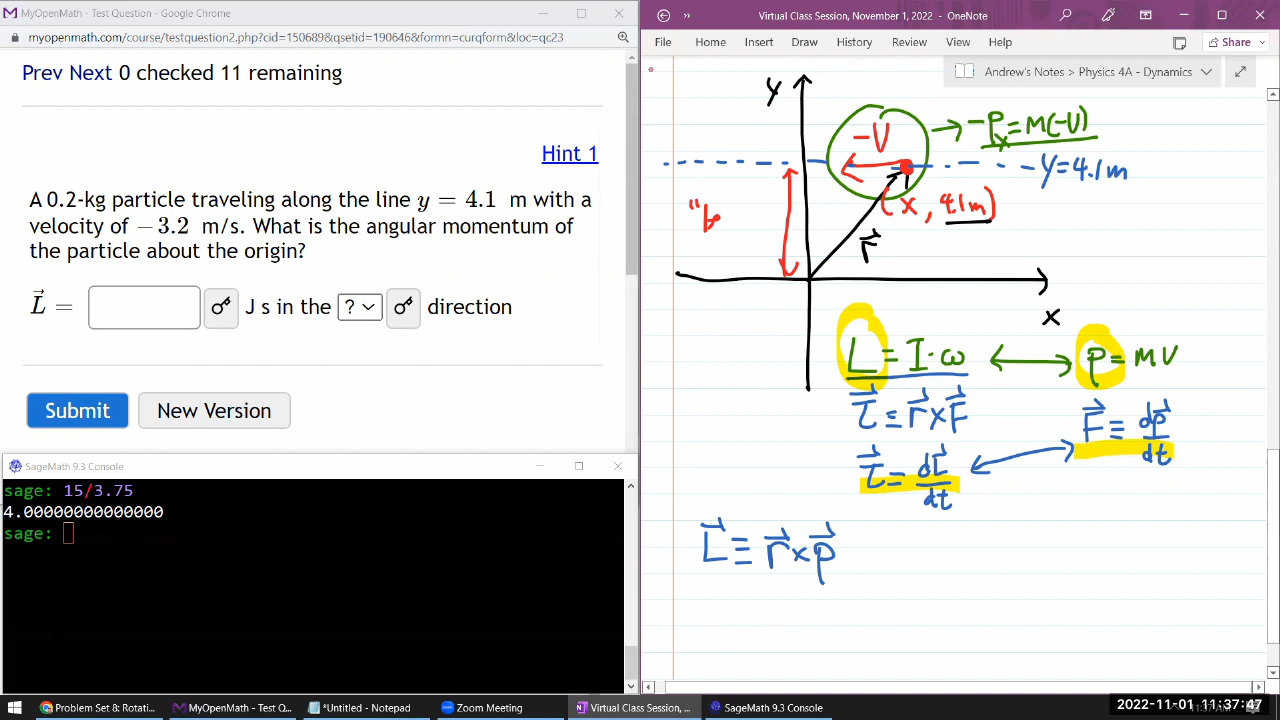 MyOpenMath - Test Question - Google Chrome
myopenmath.com/course/testquestion2.php?cid=150689&qsetid=190646&formn=curqform&loc=qc23
Prev Next 0 checked 11 remaining
Hint 1
A 0.2-kg particle traveling along the line y = 4.1 m with a
velocity of −3.2 m/s. What is the angular momentum of
the particle about the origin?
L⃗ = J s in the ? direction
Submit New Version
SageMath 9.3 Console
sage: 15/3.75
4.00000000000000
sage:
Virtual Class Session, November 1, 2022 - OneNote
File Home Insert Draw History Review View Help Share
Andrew's Notes > Physics 4A - Dynamics
y
-V
-Px = M(-V)
y = 4.1m
(x, 4.1m)
"b
r⃗
x
L = I·ω ↔ p = MV
τ⃗ ≡ r⃗ × F⃗
F⃗ ≡ dp⃗/dt
τ⃗ = dL⃗/dt
L⃗ ≡ r⃗ × p⃗
Problem Set & Rotati... MyOpenMath - Test Q... *Untitled - Notepad Zoom Meeting Virtual Class Session, ... SageMath 9.3 Console
2022-11-01 11:37:47